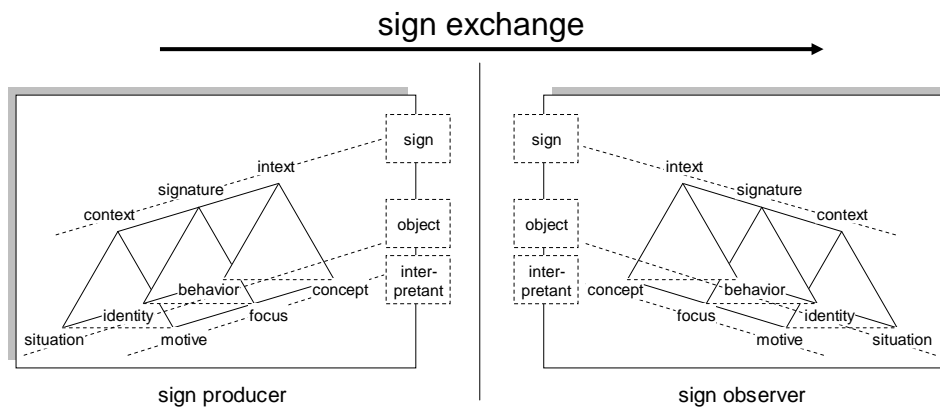 sign exchange
sign
intext
signature
context
object
inter-
pretant
behavior
concept
identity
focus
situation
motive
sign producer
sign
intext
signature
context
object
inter-
pretant
concept
behavior
focus
identity
motive
situation
sign observer